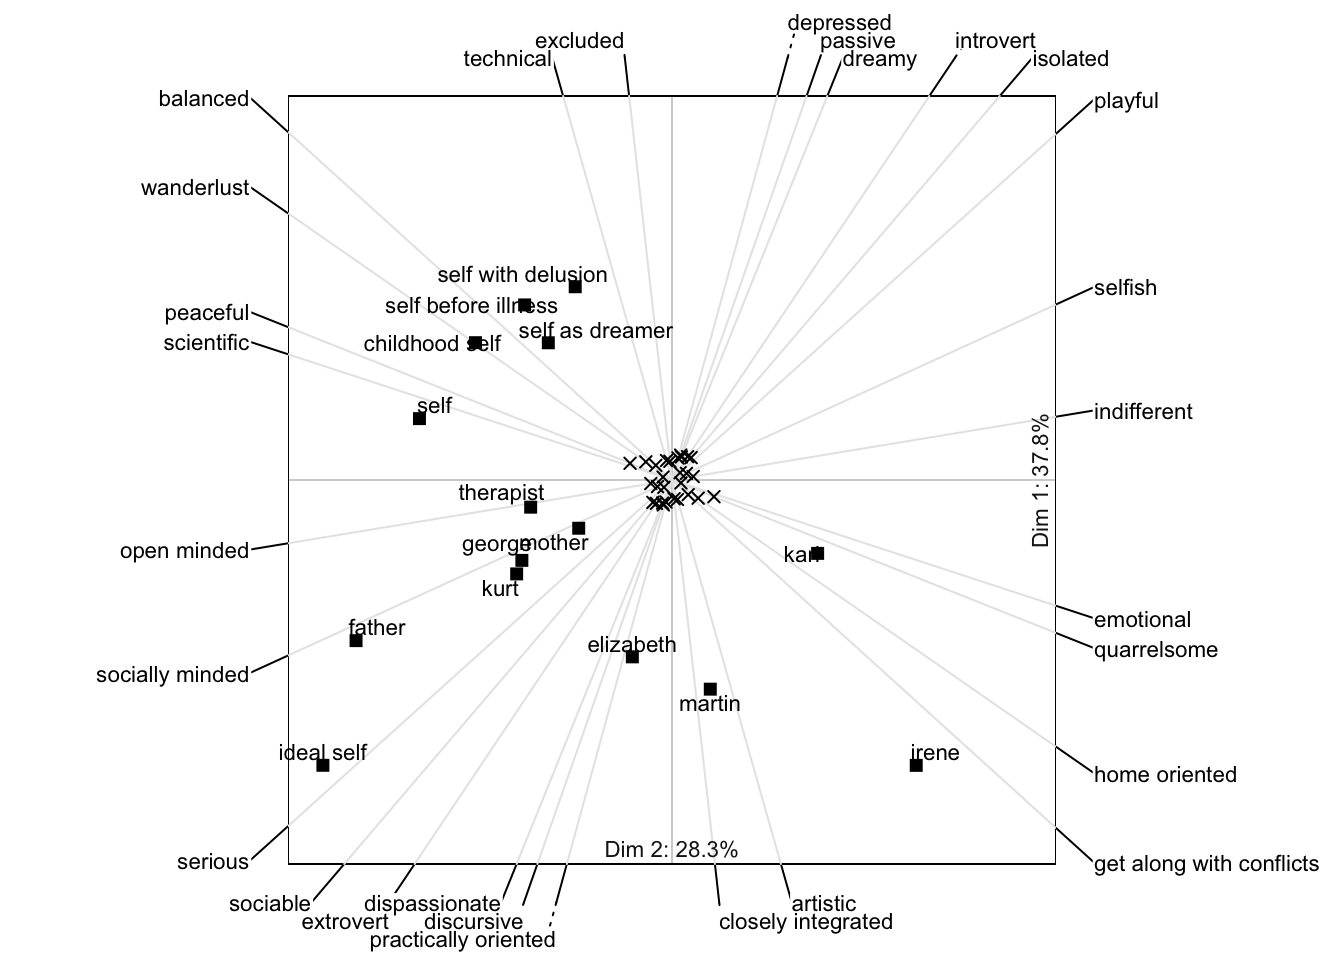 depressed
excluded
passive
introvert
technical
dreamy
isolated
balanced
playful
wanderlust
self with delusion
selfish
self before illness
peaceful
self as dreamer
scientific
childhood self
self
indifferent
Dim 1: 37.8%
therapist
george
mother
open minded
karl
kurt
emotional
father
elizabeth
quarrelsome
socially minded
martin
ideal self
irene
home oriented
Dim 2: 28.3%
serious
get along with conflicts
sociable
dispassionate
artistic
extrovert
discursive
closely integrated
practically oriented